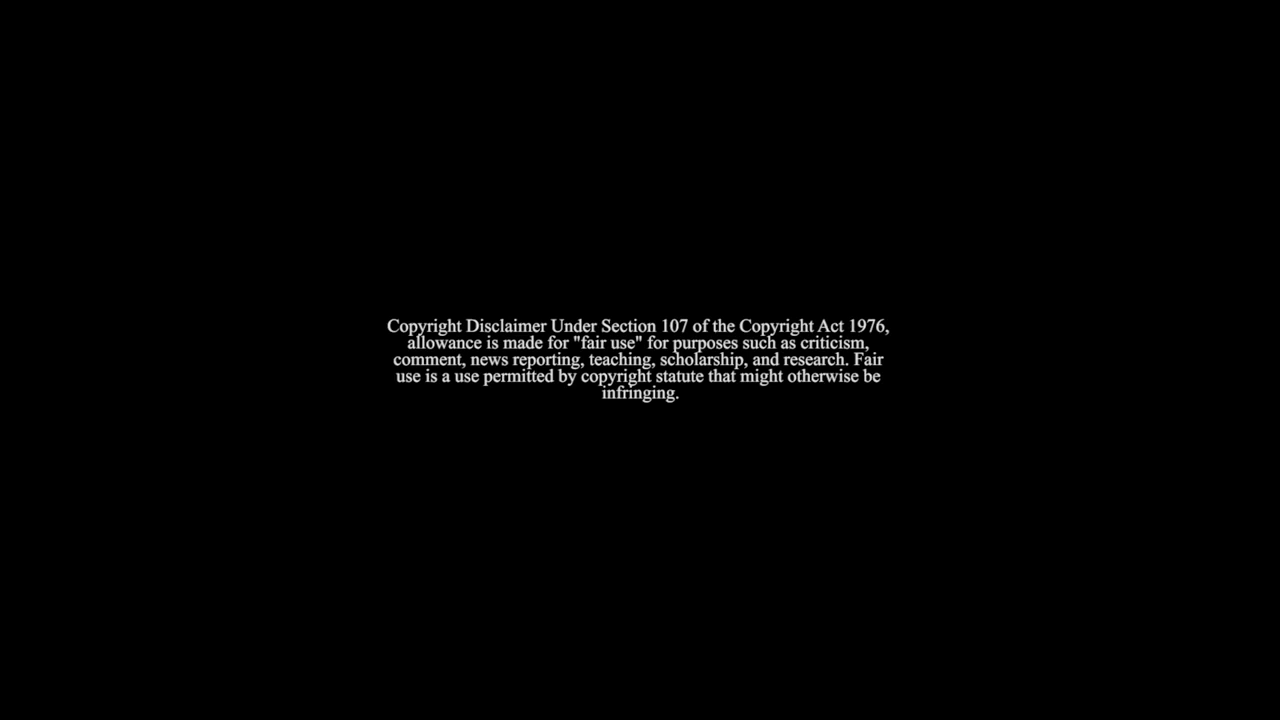 Copyright Disclaimer Under Section 107 of the Copyright Act 1976,
allowance is made for "fair use" for purposes such as criticism,
comment, news reporting, teaching, scholarship, and research. Fair
use is a use permitted by copyright statute that might otherwise be
infringing.